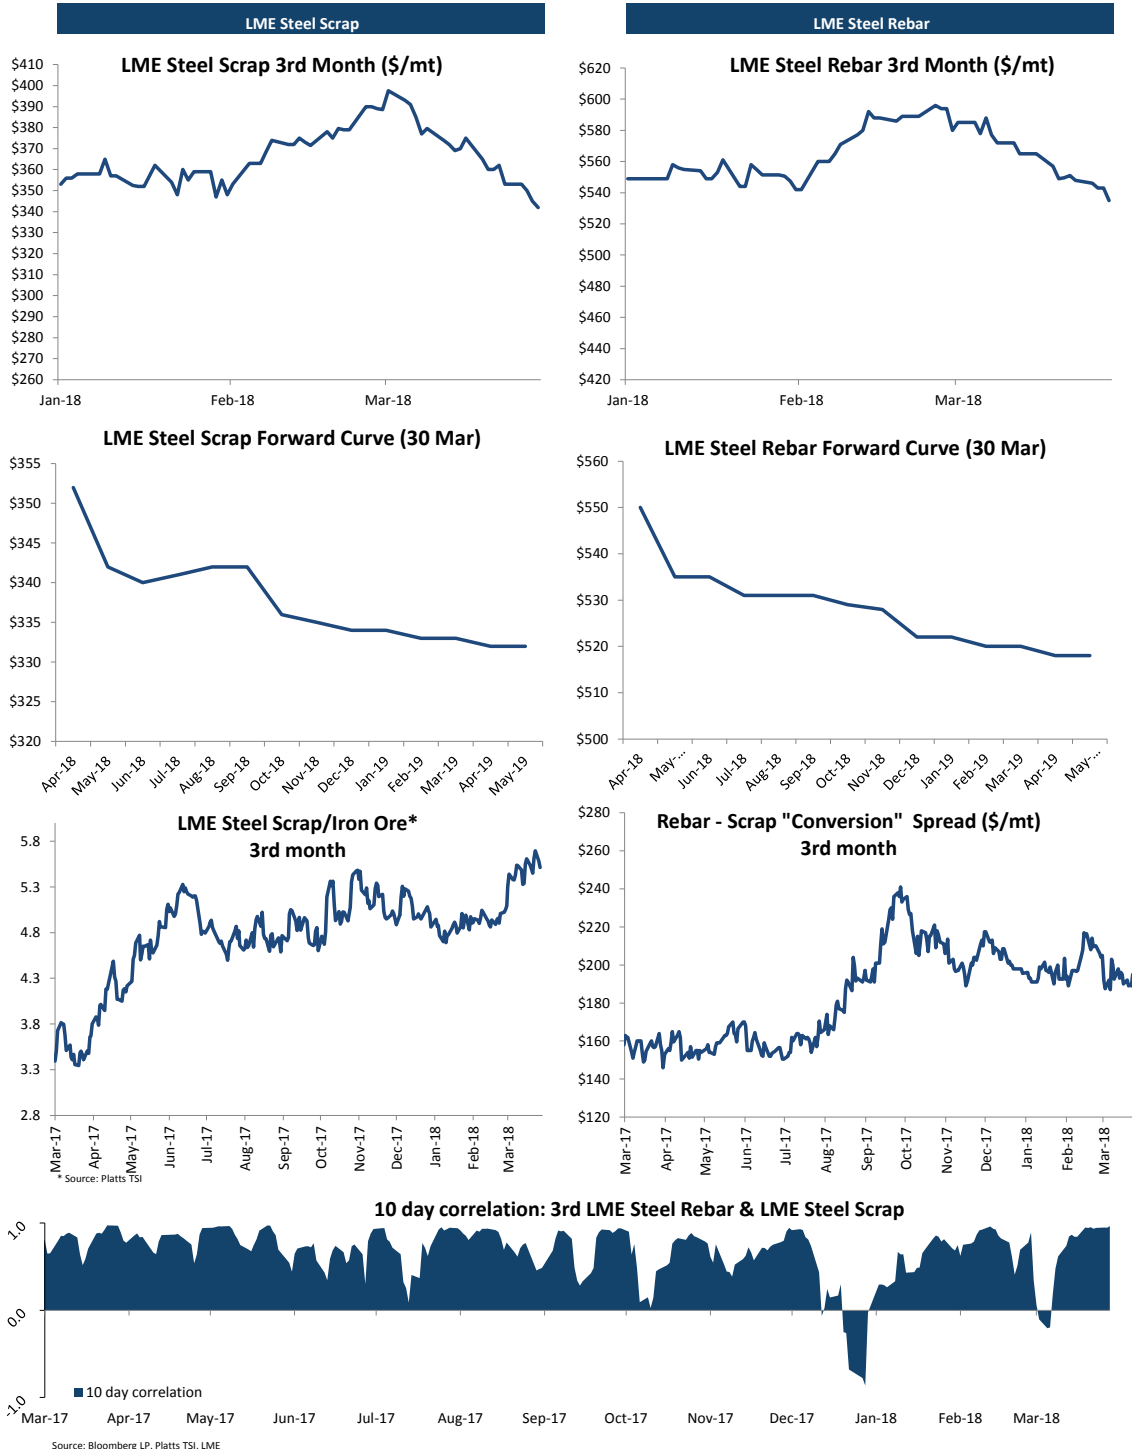 LME Steel Scrap
LME Steel Rebar
LME Steel Scrap 3rd Month ($/mt)
$410
$400
$390
$380
$370
$360
$350
$340
$330
$320
$310
$300
$290
$280
$270
$260
Jan-18
Feb-18
Mar-18
LME Steel Rebar 3rd Month ($/mt)
$620
$600
$580
$560
$540
$520
$500
$480
$460
$440
$420
Jan-18
Feb-18
Mar-18
LME Steel Scrap Forward Curve (30 Mar)
$355
$350
$345
$340
$335
$330
$325
$320
Apr-18
May-18
Jun-18
Jul-18
Aug-18
Sep-18
Oct-18
Nov-18
Dec-18
Jan-19
Feb-19
Mar-19
Apr-19
May-19
LME Steel Rebar Forward Curve (30 Mar)
$560
$550
$540
$530
$520
$510
$500
Apr-18
May-...
Jun-18
Jul-18
Aug-18
Sep-18
Oct-18
Nov-18
Dec-18
Jan-19
Feb-19
Mar-19
Apr-19
May-...
LME Steel Scrap/Iron Ore*
3rd month
5.8
5.3
4.8
4.3
3.8
3.3
2.8
Mar-17
Apr-17
May-17
Jun-17
Jul-17
Aug-17
Sep-17
Oct-17
Nov-17
Dec-17
Jan-18
Feb-18
Mar-18
* Source: Platts TSI
Rebar - Scrap "Conversion" Spread ($/mt)
3rd month
$280
$260
$240
$220
$200
$180
$160
$140
$120
Mar-17
Apr-17
May-17
Jun-17
Jul-17
Aug-17
Sep-17
Oct-17
Nov-17
Dec-17
Jan-18
Feb-18
Mar-18
10 day correlation: 3rd LME Steel Rebar & LME Steel Scrap
1.0
0.0
-1.0
10 day correlation
Mar-17
Apr-17
May-17
Jun-17
Jul-17
Aug-17
Sep-17
Oct-17
Nov-17
Dec-17
Jan-18
Feb-18
Mar-18
Source: Bloomberg LP, Platts TSI, LME